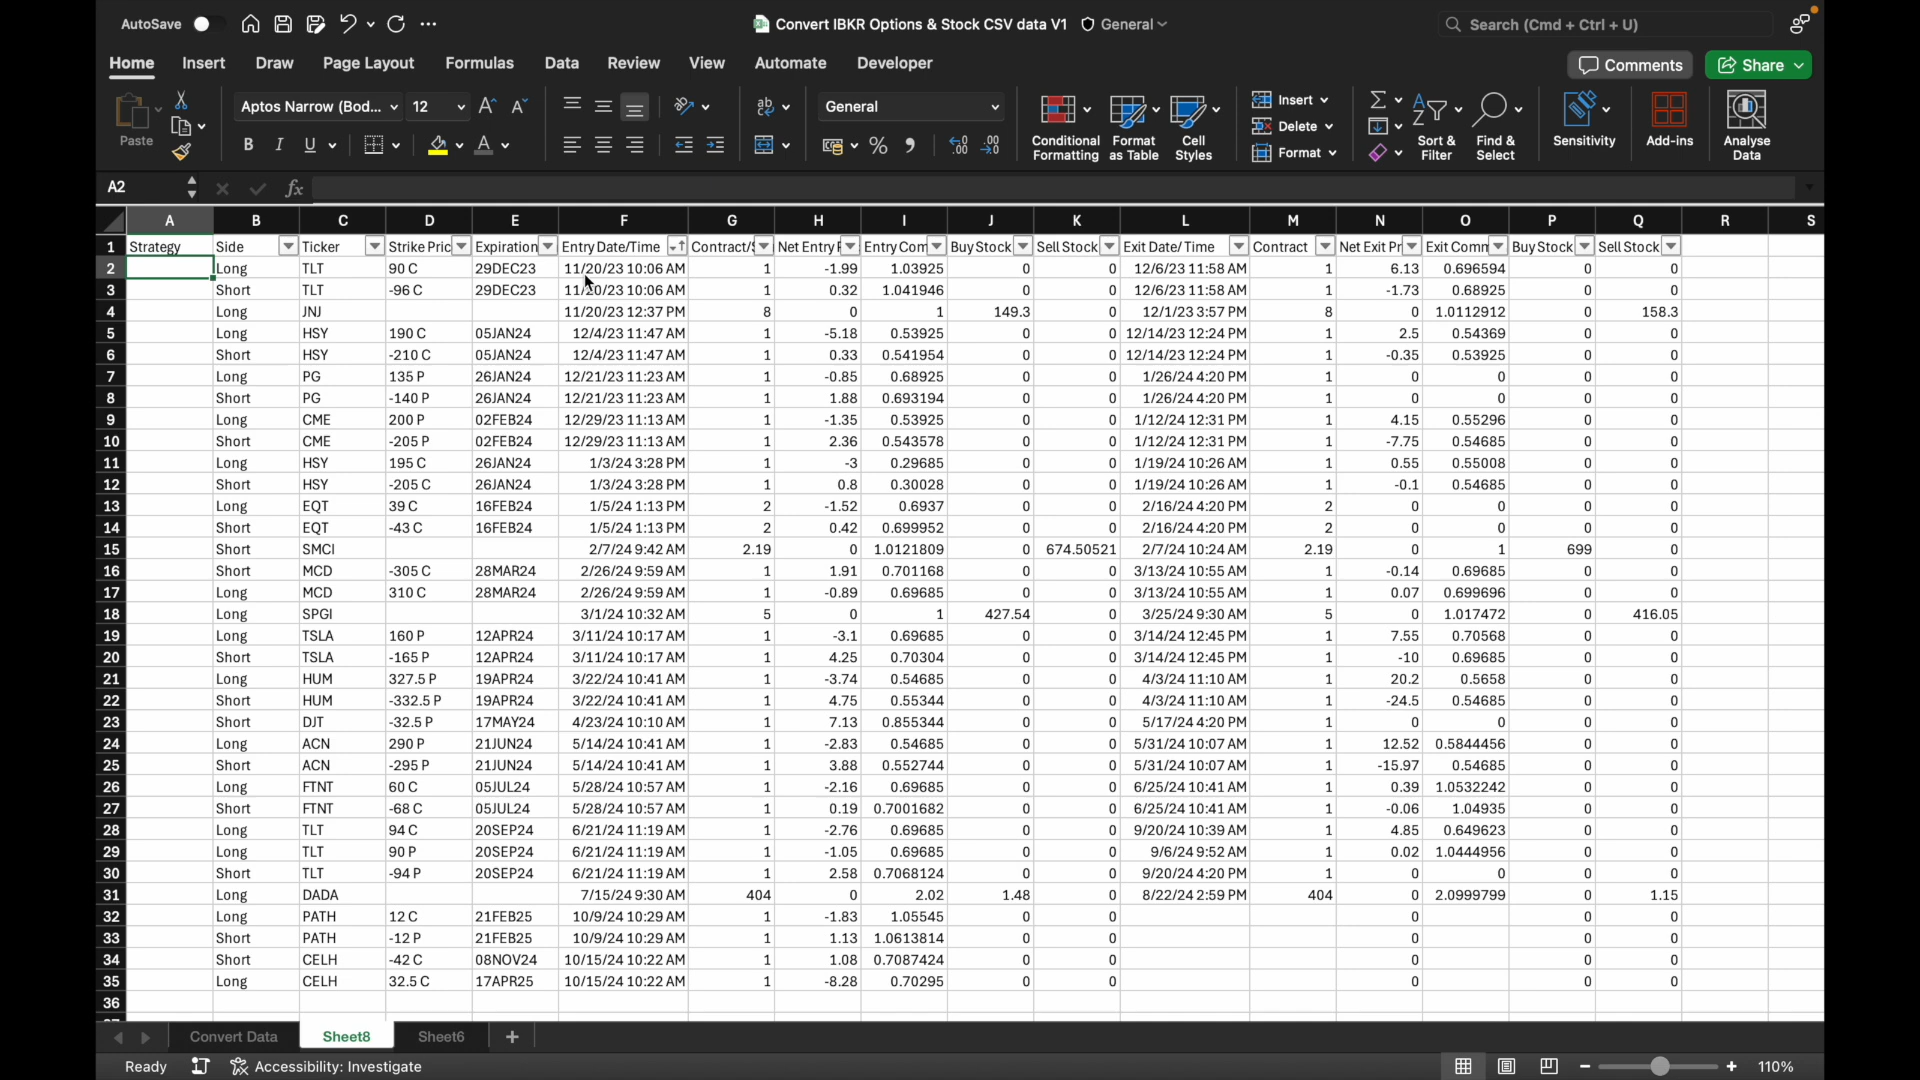 AutoSave
Convert IBKR Options & Stock CSV data V1
General
Search (Cmd + Ctrl + U)
Home Insert Draw Page Layout Formulas Data Review View Automate Developer
Comments
Share
Paste
Aptos Narrow (Bod...
12
B I U
General
Conditional Formatting
Format as Table
Cell Styles
Insert
Delete
Format
Sort & Filter
Find & Select
Sensitivity
Add-ins
Analyse Data
A2
fx
A B C D E F G H I J K L M N O P Q R S
1 Strategy Side Ticker Strike Pric Expiration Entry Date/Time Contract/S Net Entry P Entry Com Buy Stock Sell Stock Exit Date/ Time Contract Net Exit Pr Exit Comm Buy Stock Sell Stock
2 Long TLT 90 C 29DEC23 11/20/23 10:06 AM 1 -1.99 1.03925 0 0 12/6/23 11:58 AM 1 6.13 0.696594 0 0
3 Short TLT -96 C 29DEC23 11/20/23 10:06 AM 1 0.32 1.041946 0 0 12/6/23 11:58 AM 1 -1.73 0.68925 0 0
4 Long JNJ 11/20/23 12:37 PM 8 0 1 149.3 0 12/1/23 3:57 PM 8 0 1.0112912 0 158.3
5 Long HSY 190 C 05JAN24 12/4/23 11:47 AM 1 -5.18 0.53925 0 0 12/14/23 12:24 PM 1 2.5 0.54369 0 0
6 Short HSY -210 C 05JAN24 12/4/23 11:47 AM 1 0.33 0.541954 0 0 12/14/23 12:24 PM 1 -0.35 0.53925 0 0
7 Long PG 135 P 26JAN24 12/21/23 11:23 AM 1 -0.85 0.68925 0 0 1/26/24 4:20 PM 1 0 0 0 0
8 Short PG -140 P 26JAN24 12/21/23 11:23 AM 1 1.88 0.693194 0 0 1/26/24 4:20 PM 1 0 0 0 0
9 Long CME 200 P 02FEB24 12/29/23 11:13 AM 1 -1.35 0.53925 0 0 1/12/24 12:31 PM 1 4.15 0.55296 0 0
10 Short CME -205 P 02FEB24 12/29/23 11:13 AM 1 2.36 0.543578 0 0 1/12/24 12:31 PM 1 -7.75 0.54685 0 0
11 Long HSY 195 C 26JAN24 1/3/24 3:28 PM 1 -3 0.29685 0 0 1/19/24 10:26 AM 1 0.55 0.55008 0 0
12 Short HSY -205 C 26JAN24 1/3/24 3:28 PM 1 0.8 0.30028 0 0 1/19/24 10:26 AM 1 -0.1 0.54685 0 0
13 Long EQT 39 C 16FEB24 1/5/24 1:13 PM 2 -1.52 0.6937 0 0 2/16/24 4:20 PM 2 0 0 0 0
14 Short EQT -43 C 16FEB24 1/5/24 1:13 PM 2 0.42 0.699952 0 0 2/16/24 4:20 PM 2 0 0 0 0
15 Short SMCI 2/7/24 9:42 AM 2.19 0 1.0121809 0 674.50521 2/7/24 10:24 AM 2.19 0 1 699 0
16 Short MCD -305 C 28MAR24 2/26/24 9:59 AM 1 1.91 0.701168 0 0 3/13/24 10:55 AM 1 -0.14 0.69685 0 0
17 Long MCD 310 C 28MAR24 2/26/24 9:59 AM 1 -0.89 0.69685 0 0 3/13/24 10:55 AM 1 0.07 0.699696 0 0
18 Long SPGI 3/1/24 10:32 AM 5 0 1 427.54 0 3/25/24 9:30 AM 5 0 1.017472 0 416.05
19 Long TSLA 160 P 12APR24 3/11/24 10:17 AM 1 -3.1 0.69685 0 0 3/14/24 12:45 PM 1 7.55 0.70568 0 0
20 Short TSLA -165 P 12APR24 3/11/24 10:17 AM 1 4.25 0.70304 0 0 3/14/24 12:45 PM 1 -10 0.69685 0 0
21 Long HUM 327.5 P 19APR24 3/22/24 10:41 AM 1 -3.74 0.54685 0 0 4/3/24 11:10 AM 1 20.2 0.5658 0 0
22 Short HUM -332.5 P 19APR24 3/22/24 10:41 AM 1 4.75 0.55344 0 0 4/3/24 11:10 AM 1 -24.5 0.54685 0 0
23 Short DJT -32.5 P 17MAY24 4/23/24 10:10 AM 1 7.13 0.855344 0 0 5/17/24 4:20 PM 1 0 0 0 0
24 Long ACN 290 P 21JUN24 5/14/24 10:41 AM 1 -2.83 0.54685 0 0 5/31/24 10:07 AM 1 12.52 0.5844456 0 0
25 Short ACN -295 P 21JUN24 5/14/24 10:41 AM 1 3.88 0.552744 0 0 5/31/24 10:07 AM 1 -15.97 0.54685 0 0
26 Long FTNT 60 C 05JUL24 5/28/24 10:57 AM 1 -2.16 0.69685 0 0 6/25/24 10:41 AM 1 0.39 1.0532242 0 0
27 Short FTNT -68 C 05JUL24 5/28/24 10:57 AM 1 0.19 0.7001682 0 0 6/25/24 10:41 AM 1 -0.06 1.04935 0 0
28 Long TLT 94 C 20SEP24 6/21/24 11:19 AM 1 -2.76 0.69685 0 0 9/20/24 10:39 AM 1 4.85 0.649623 0 0
29 Long TLT 90 P 20SEP24 6/21/24 11:19 AM 1 -1.05 0.69685 0 0 9/6/24 9:52 AM 1 0.02 1.0444956 0 0
30 Short TLT -94 P 20SEP24 6/21/24 11:19 AM 1 2.58 0.7068124 0 0 9/20/24 4:20 PM 1 0 0 0 0
31 Long DADA 7/15/24 9:30 AM 404 0 2.02 1.48 0 8/22/24 2:59 PM 404 0 2.0999799 0 1.15
32 Long PATH 12 C 21FEB25 10/9/24 10:29 AM 1 -1.83 1.05545 0 0 0 0 0
33 Short PATH -12 P 21FEB25 10/9/24 10:29 AM 1 1.13 1.0613814 0 0 0 0 0
34 Short CELH -42 C 08NOV24 10/15/24 10:22 AM 1 1.08 0.7087424 0 0 0 0 0
35 Long CELH 32.5 C 17APR25 10/15/24 10:22 AM 1 -8.28 0.70295 0 0 0 0 0
36
Convert Data Sheet8 Sheet6
Ready
Accessibility: Investigate
110%